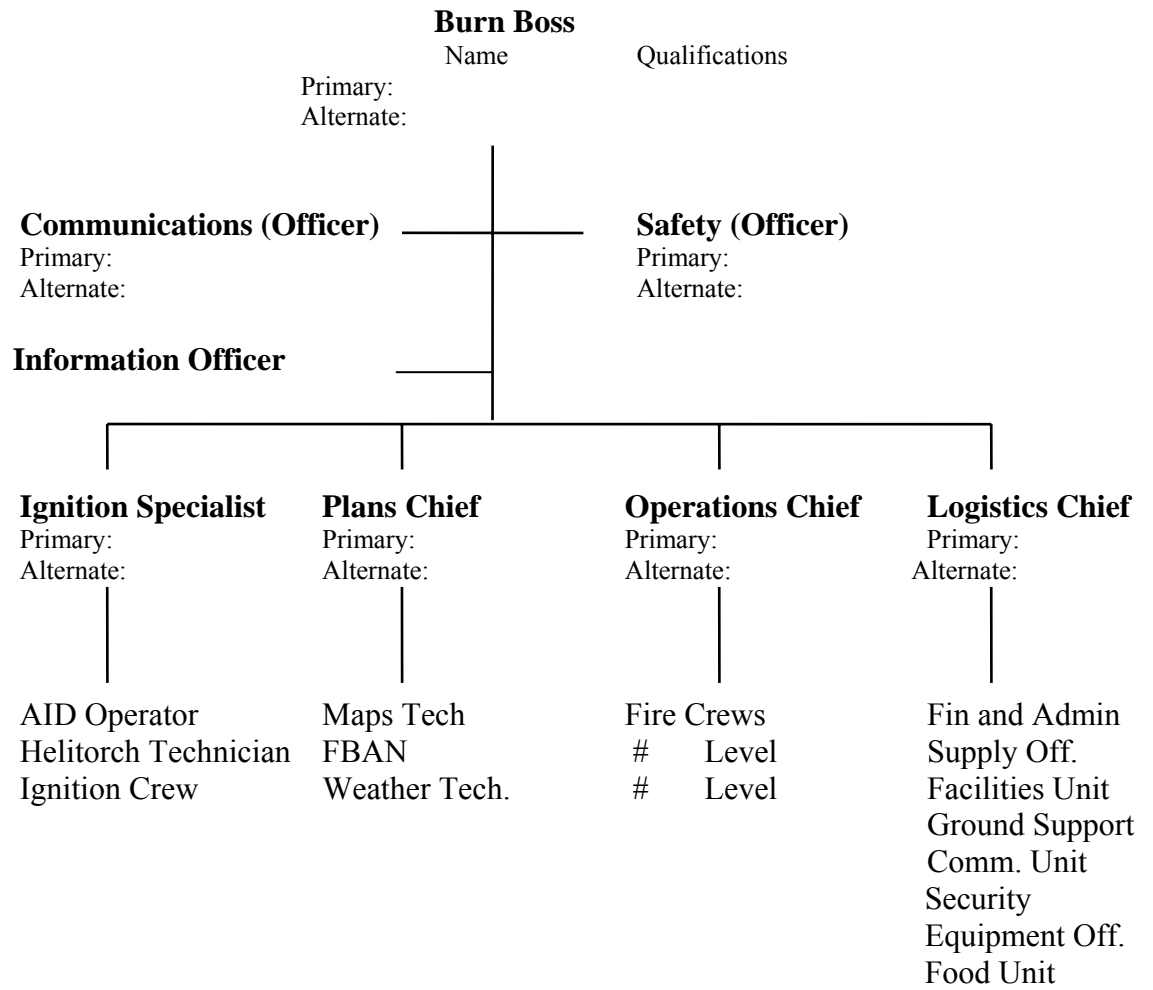 Burn Boss
Name Qualifications
Primary:
Alternate:
Communications (Officer)
Primary:
Alternate:
Safety (Officer)
Primary:
Alternate:
Information Officer
Ignition Specialist
Primary:
Alternate:
AID Operator
Helitorch Technician
Ignition Crew
Plans Chief
Primary:
Alternate:
Maps Tech
FBAN
Weather Tech.
Operations Chief
Primary:
Alternate:
Fire Crews
# Level
# Level
Logistics Chief
Primary:
Alternate:
Fin and Admin
Supply Off.
Facilities Unit
Ground Support
Comm. Unit
Security
Equipment Off.
Food Unit